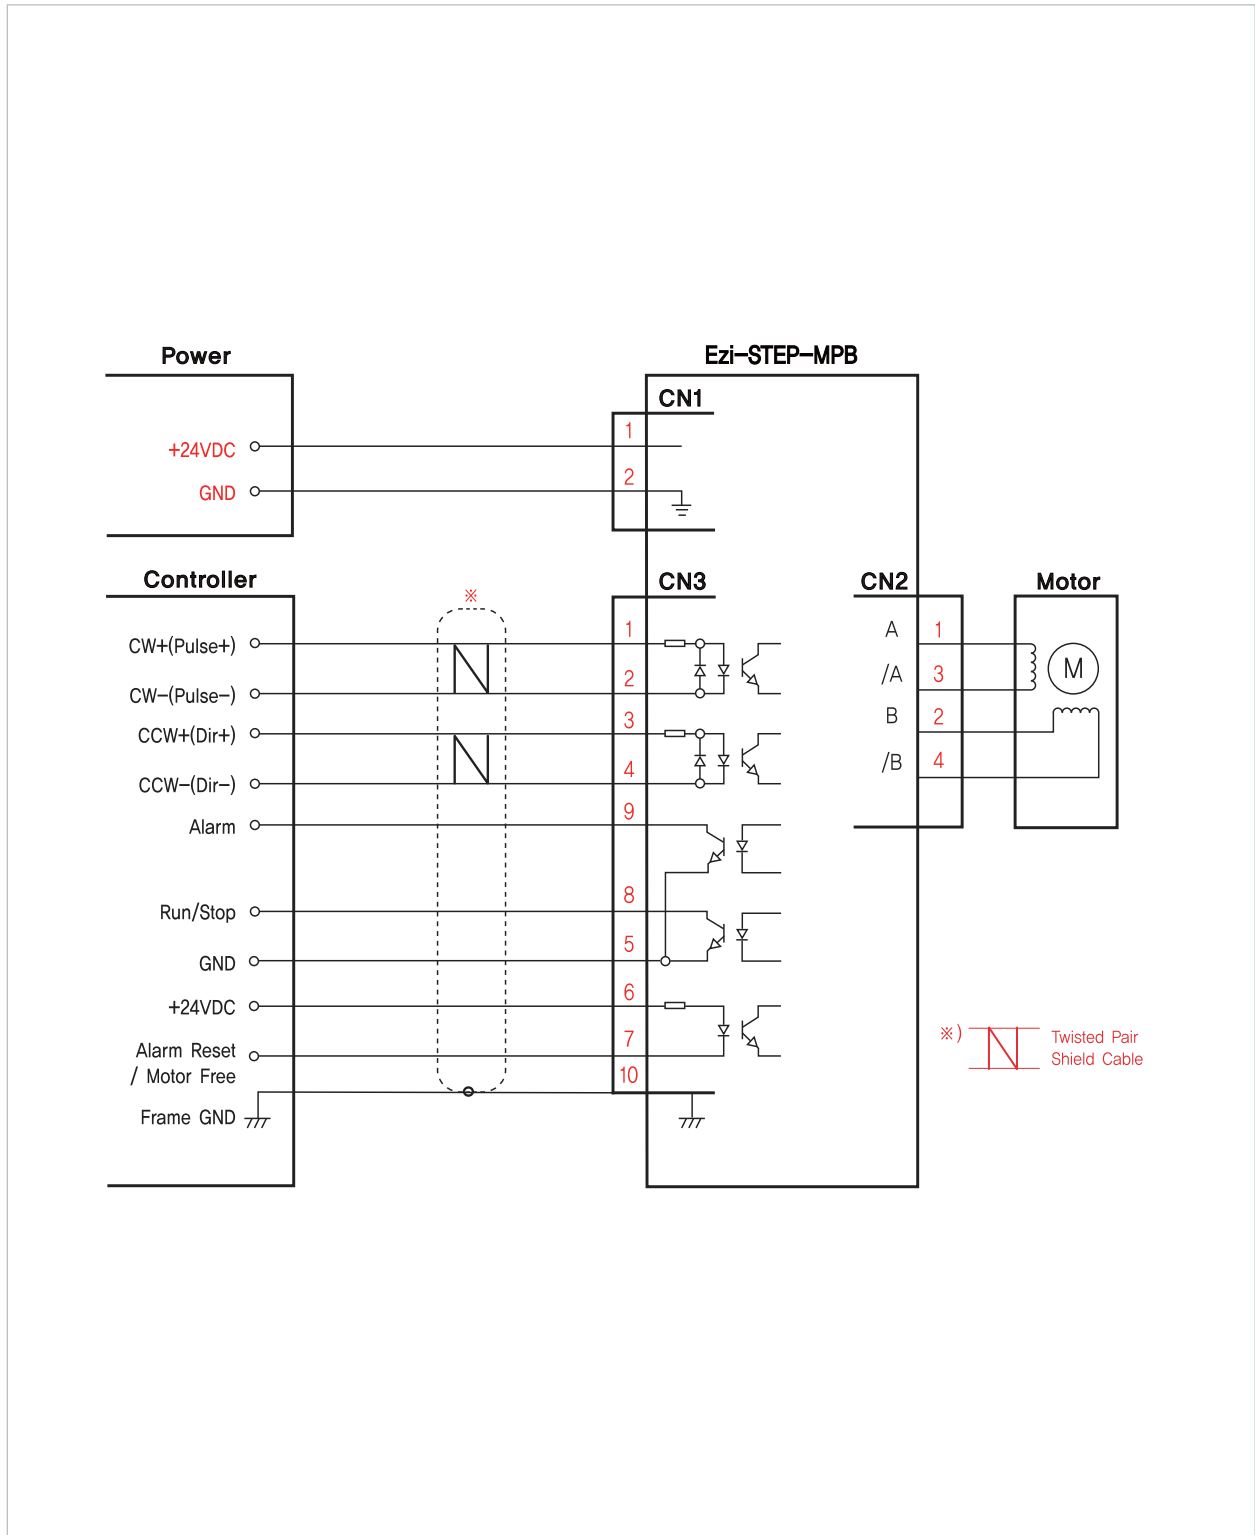 Power
+24VDC
GND
Ezi-STEP-MPB
CN1
1
2
Controller
CW+(Pulse+)
CW-(Pulse-)
CCW+(Dir+)
CCW-(Dir-)
Alarm
Run/Stop
GND
+24VDC
Alarm Reset
/ Motor Free
Frame GND
※
CN3
1
2
3
4
9
8
5
6
7
10
CN2
A
/A
B
/B
1
3
2
4
Motor
M
※)
Twisted Pair
Shield Cable